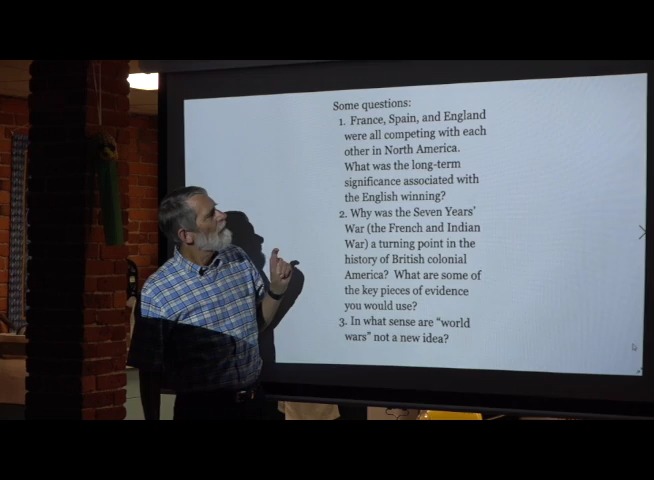 Some questions:
1. France, Spain, and England
were all competing with each
other in North America.
What was the long-term
significance associated with
the English winning?
2. Why was the Seven Years'
War (the French and Indian
War) a turning point in the
history of British colonial
America? What are some of
the key pieces of evidence
you would use?
3. In what sense are "world
wars" not a new idea?